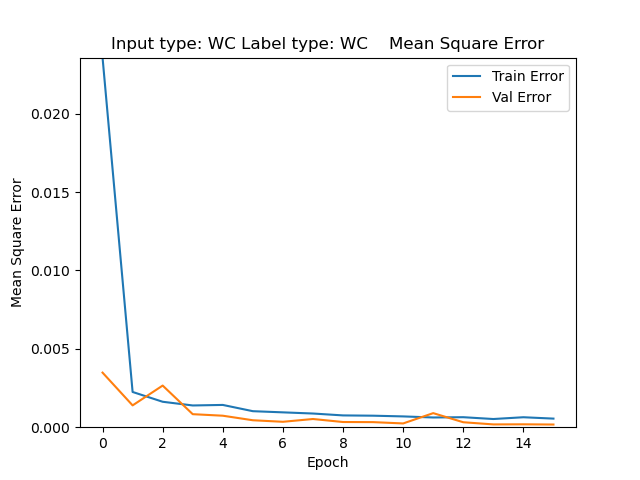 Input type: WC Label type: WC    Mean Square Error
Train Error
Val Error
Mean Square Error
0.020
0.015
0.010
0.005
0.000
0 2 4 6 8 10 12 14
Epoch